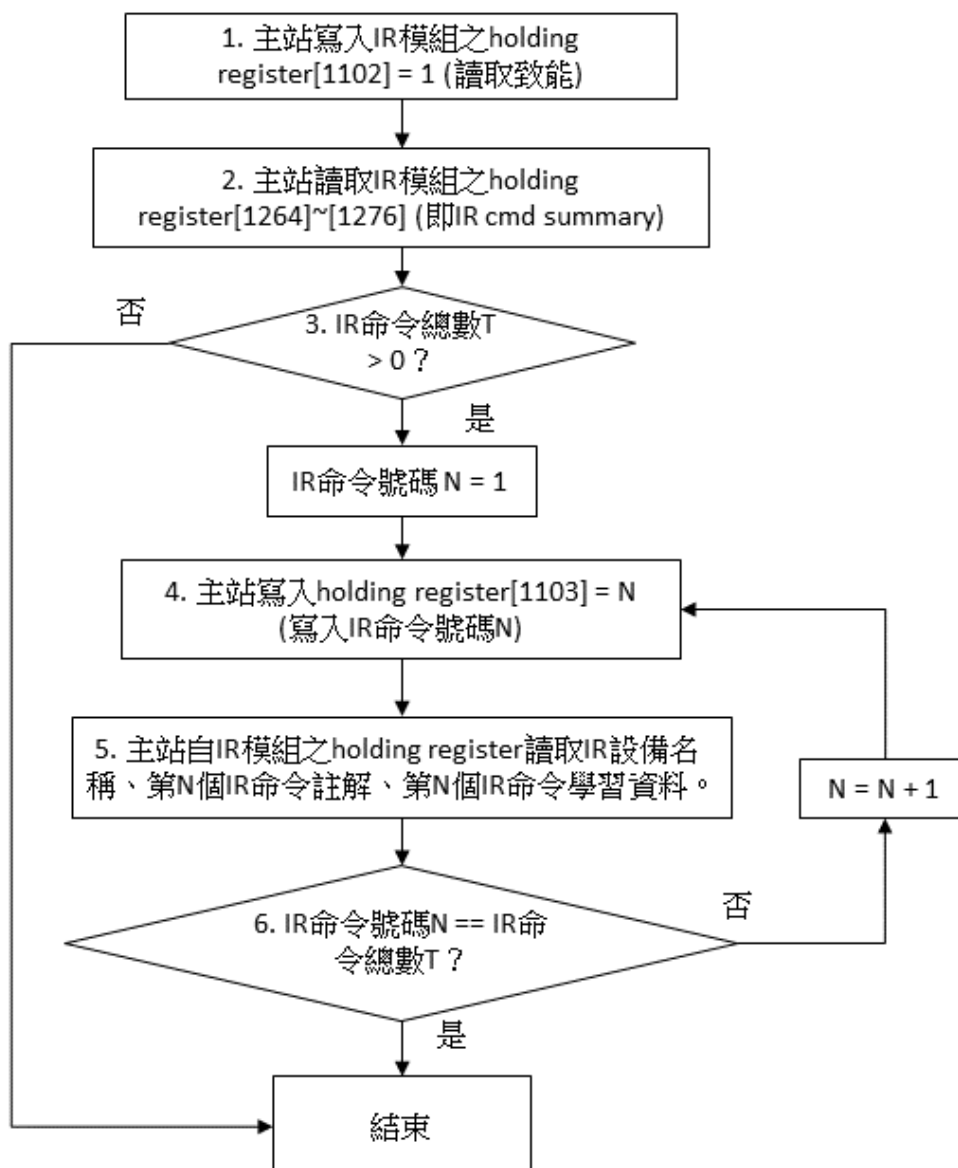 1. 主站寫入IR模組之holding
register[1102] = 1 (讀取致能)
2. 主站讀取IR模組之holding
register[1264]~[1276] (即IR cmd summary)
否
3. IR命令總數T
> 0？
是
IR命令號碼 N = 1
4. 主站寫入holding register[1103] = N
(寫入IR命令號碼N)
5. 主站自IR模組之holding register讀取IR設備名
稱、第N個IR命令註解、第N個IR命令學習資料。
N = N + 1
6. IR命令號碼N == IR命
令總數T？
否
是
結束